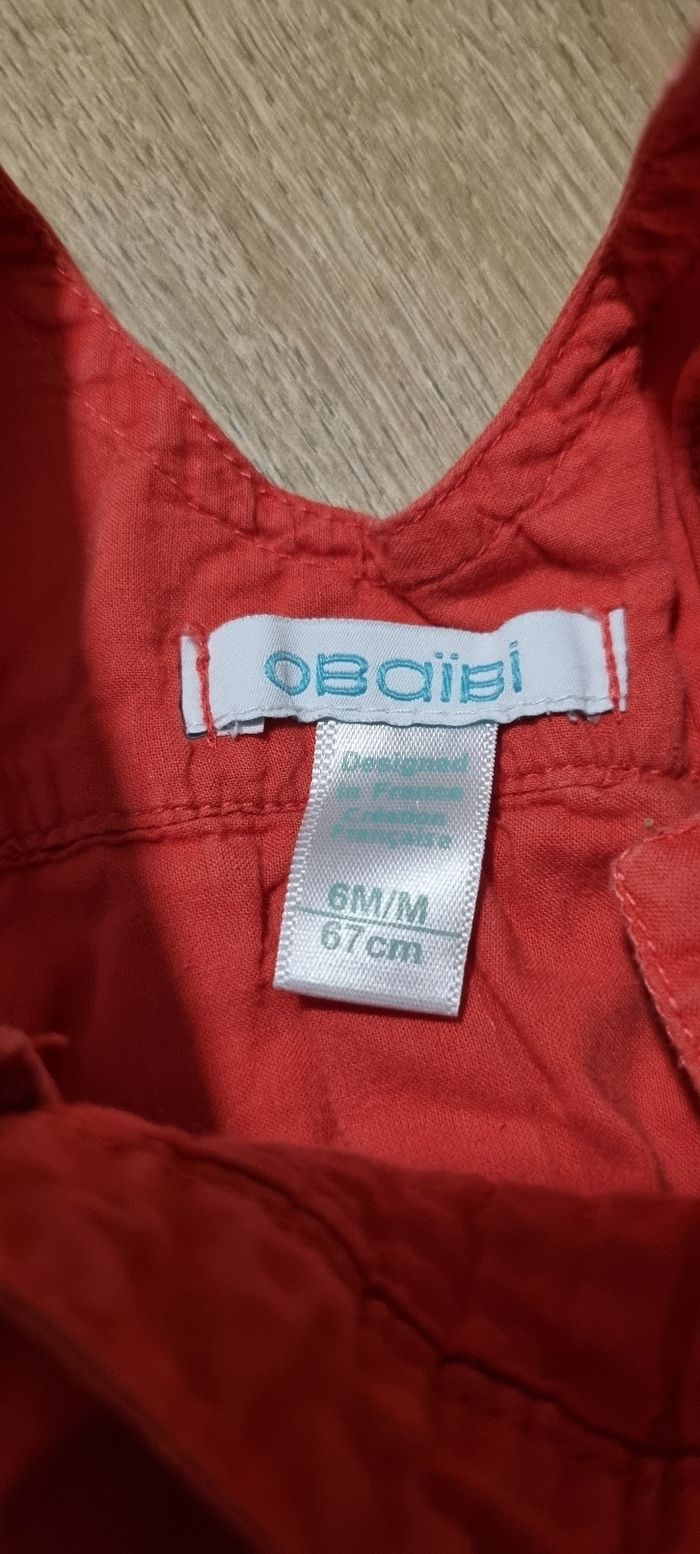 OBaïBi
Designed
in France
Création
Française
6M/M
67cm